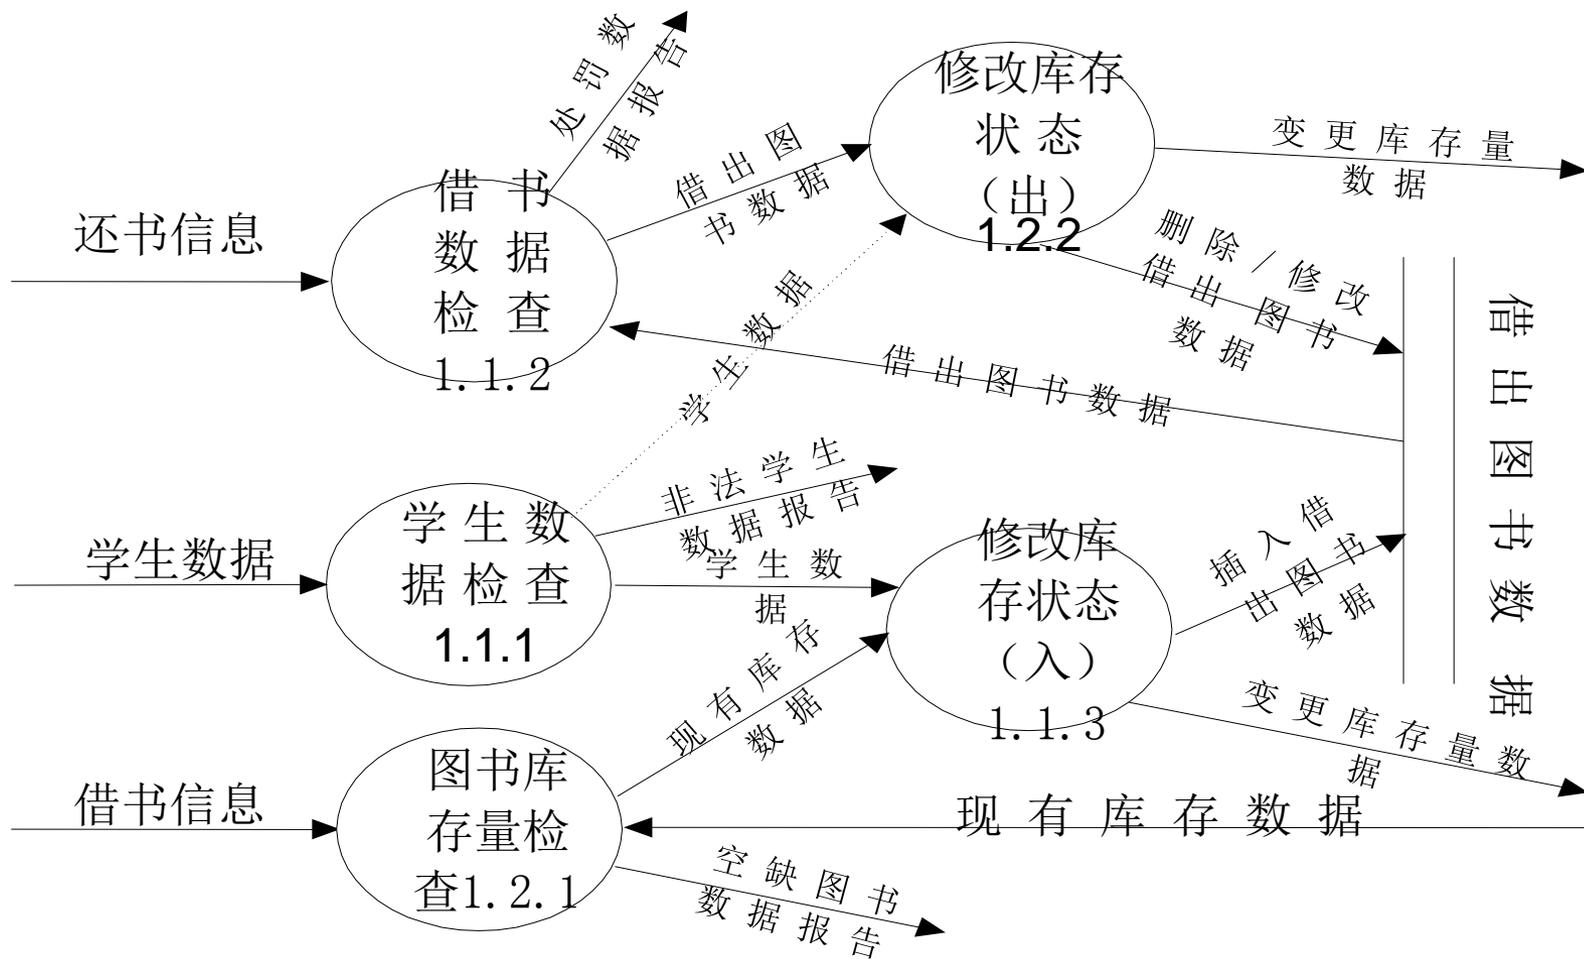 处罚数
据报告
修改库存
状态
（出）
1.2.2
变更库存量
数据
借出图
书数据
借书
数据
检查
1.1.2
还书信息
删除/修改
借出图书
数据
学生数据
借出图书数据
借出图书数据
非法学生
数据报告
学生数据
学生数
据检查
1.1.1
学生数
据
修改库
存状态
（入）
1.1.3
插入借
出图书
数据
现有库存
数据
变更库存量数
据
借书信息
图书库
存量检
查1.2.1
现有库存数据
空缺图书
数据报告